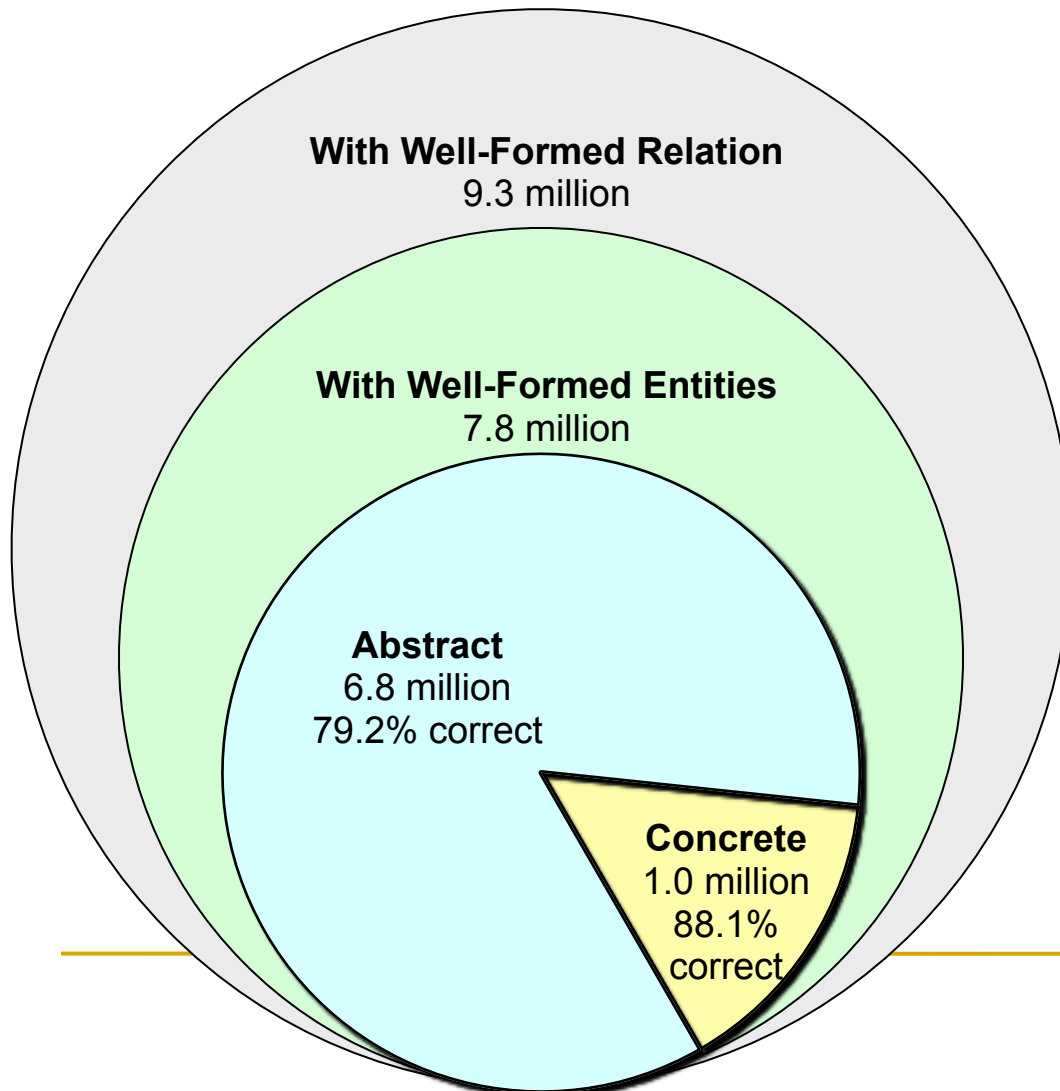 With Well-Formed Relation
9.3 million
With Well-Formed Entities
7.8 million
Abstract
6.8 million
79.2% correct
Concrete
1.0 million
88.1%
correct